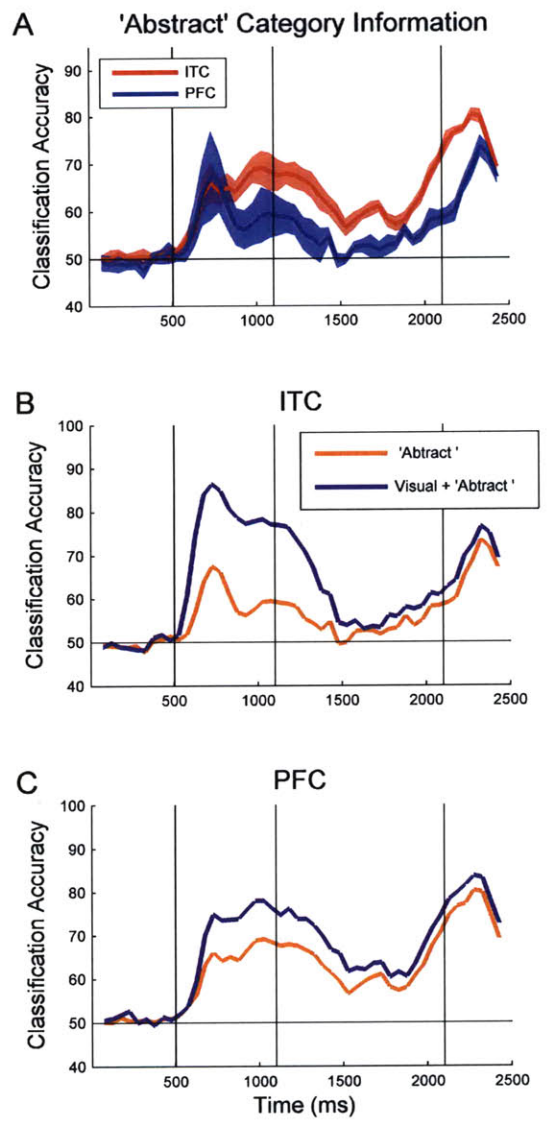 A 'Abstract' Category Information
ITC
PFC
Classification Accuracy
90
80
70
60
50
40
500 1000 1500 2000 2500
B ITC
'Abtract '
Visual + 'Abtract '
Classification Accuracy
100
90
80
70
60
50
40
500 1000 1500 2000 2500
C PFC
Classification Accuracy
100
90
80
70
60
50
40
500 1000 1500 2000 2500
Time (ms)